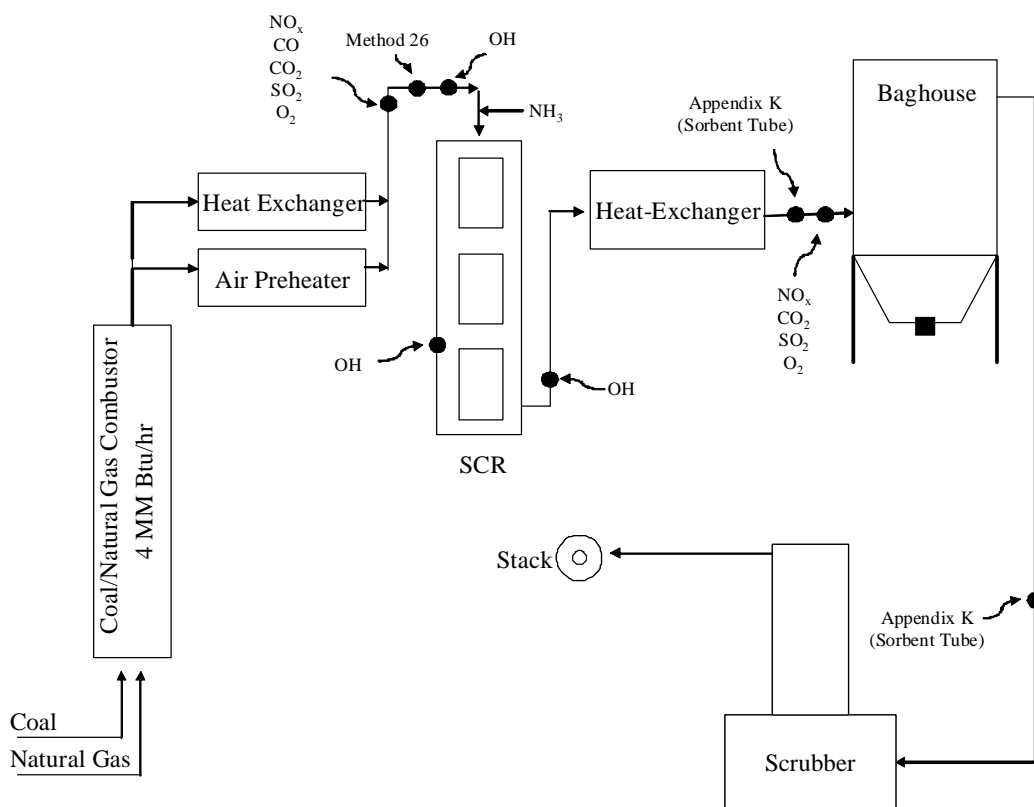 NOₓ
CO
CO₂
SO₂
O₂
Method 26
OH
NH₃
Appendix K
(Sorbent Tube)
Baghouse
Heat Exchanger
Air Preheater
Heat-Exchanger
NOₓ
CO₂
SO₂
O₂
OH
OH
SCR
Coal/Natural Gas Combustor
4 MM Btu/hr
Stack
Appendix K
(Sorbent Tube)
Coal
Natural Gas
Scrubber